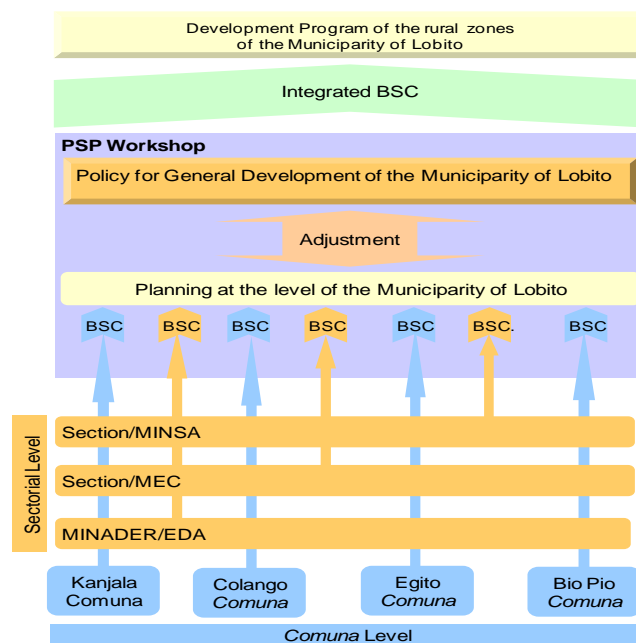 Development Program of the rural zones
of the Municiparity of Lobito
Integrated BSC
PSP Workshop
Policy for General Development of the Municiparity of Lobito
Adjustment
Planning at the level of the Municiparity of Lobito
BSC
BSC
BSC
BSC
BSC
BSC.
BSC
Sectorial Level
Section/MINSA
Section/MEC
MINADER/EDA
Kanjala
Comuna
Colango
Comuna
Egito
Comuna
Bio Pio
Comuna
Comuna Level